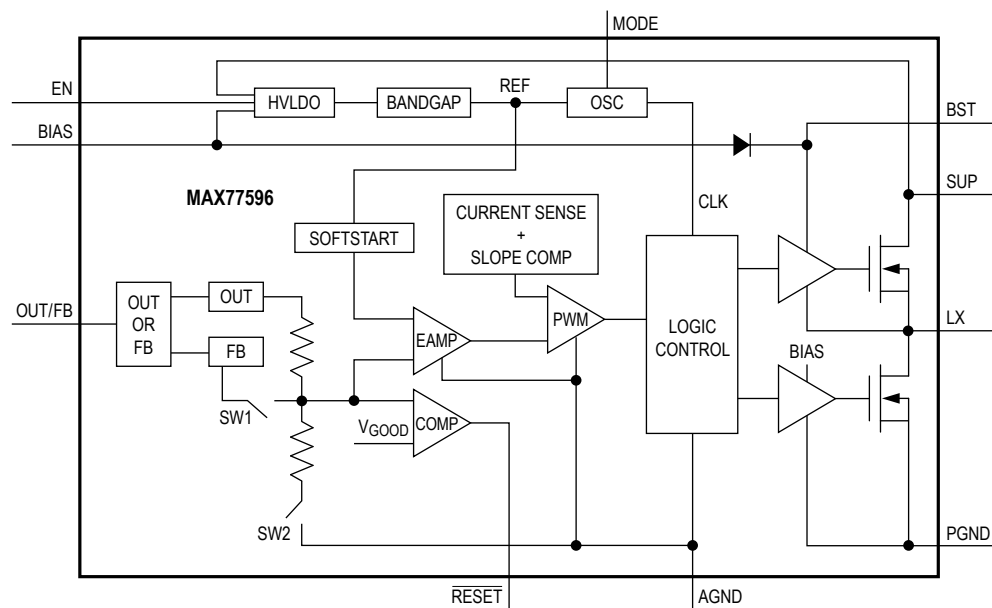 MODE
EN
HVLDO
BANDGAP
REF
OSC
BIAS
BST
MAX77596
CLK
SUP
SOFTSTART
CURRENT SENSE
+
SLOPE COMP
OUT/FB
OUT
OR
FB
OUT
FB
SW1
EAMP
PWM
LOGIC
CONTROL
LX
BIAS
VGOOD
COMP
SW2
PGND
RESET
AGND